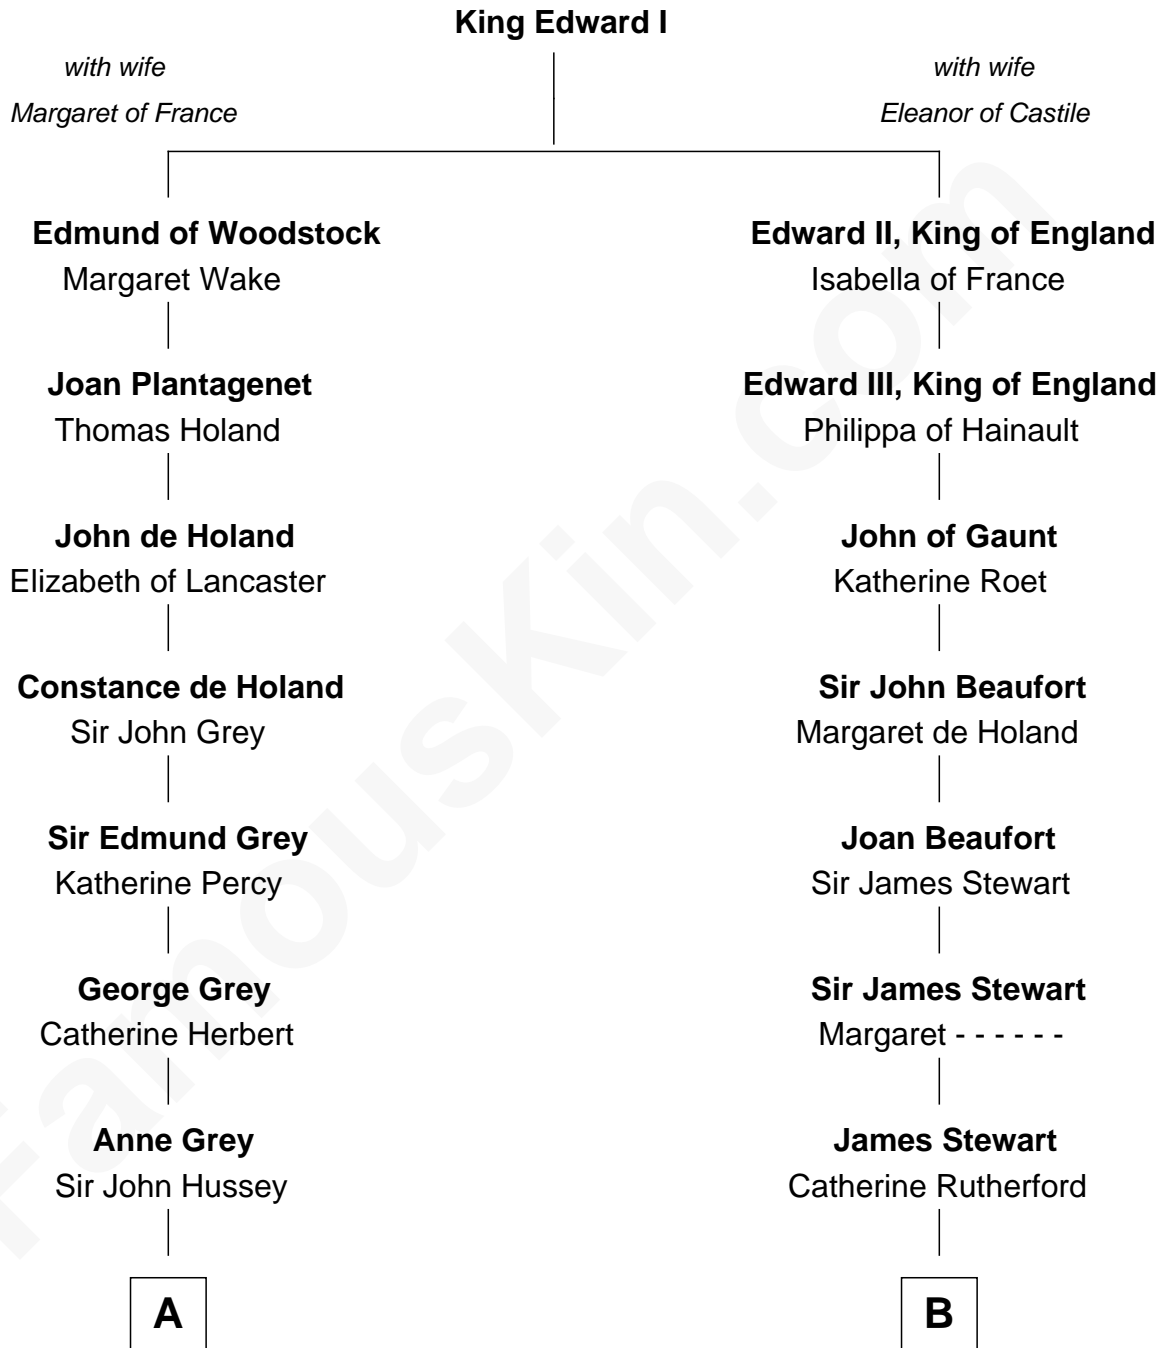 King Edward I
with wife
Margaret of France
with wife
Eleanor of Castile
Edmund of Woodstock
Margaret Wake
Edward II, King of England
Isabella of France
Joan Plantagenet
Thomas Holand
Edward III, King of England
Philippa of Hainault
John de Holand
Elizabeth of Lancaster
John of Gaunt
Katherine Roet
Constance de Holand
Sir John Grey
Sir John Beaufort
Margaret de Holand
Sir Edmund Grey
Katherine Percy
Joan Beaufort
Sir James Stewart
George Grey
Catherine Herbert
Sir James Stewart
Margaret - - - - - -
Anne Grey
Sir John Hussey
James Stewart
Catherine Rutherford
A
B
FamousKin.com